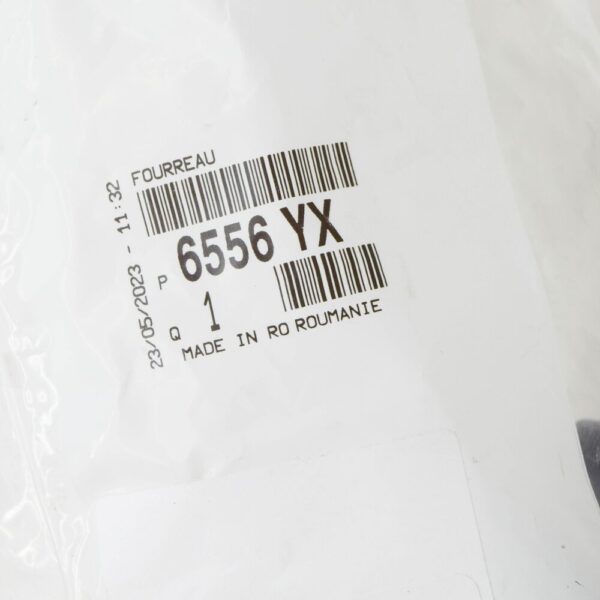 FOURREAU
P 6556 YX
Q 1
MADE IN RO ROUMANIE
23/05/2023 - 11:32